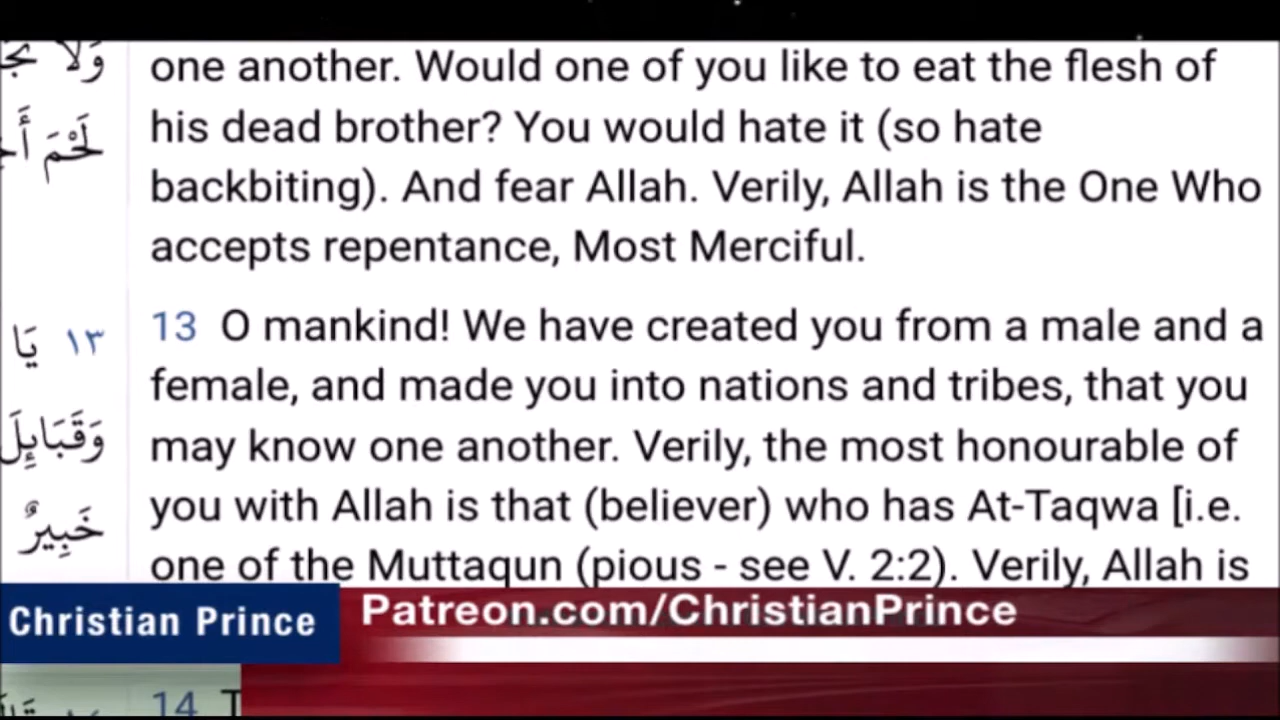 one another. Would one of you like to eat the flesh of
his dead brother? You would hate it (so hate
backbiting). And fear Allah. Verily, Allah is the One Who
accepts repentance, Most Merciful.
١٣ يَا
13 O mankind! We have created you from a male and a
female, and made you into nations and tribes, that you
وَقَبَائِلَ
may know one another. Verily, the most honourable of
خَبِيرٌ
you with Allah is that (believer) who has At-Taqwa [i.e.
one of the Muttaqun (pious - see V. 2:2). Verily, Allah is
Christian Prince
Patreon.com/ChristianPrince
14